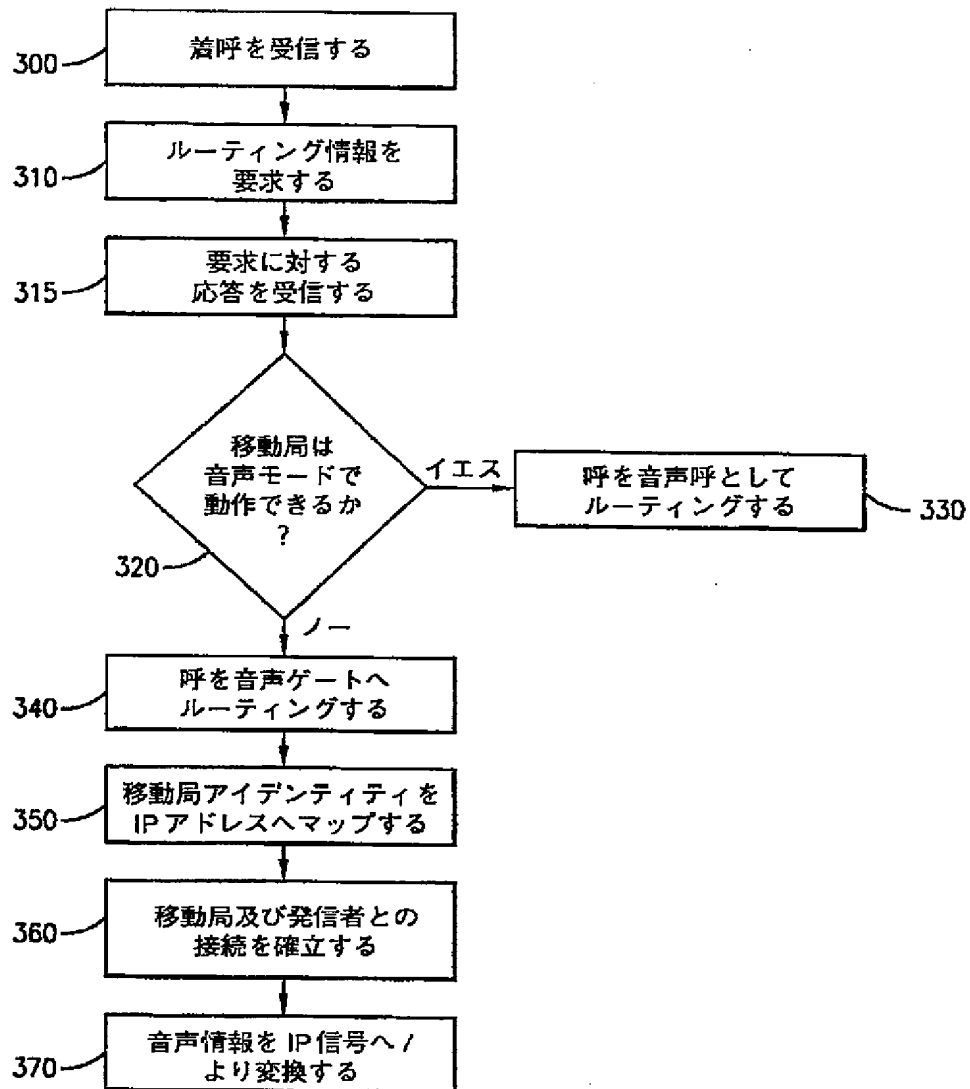 300
着呼を受信する
310
ルーティング情報を
要求する
315
要求に対する
応答を受信する
移動局は
音声モードで
動作できるか
?
320
イエス
呼を音声呼として
ルーティングする
330
ノー
340
呼を音声ゲートへ
ルーティングする
350
移動局アイデンティティを
IPアドレスへマップする
360
移動局及び発信者との
接続を確立する
370
音声情報をIP信号へ/
より変換する